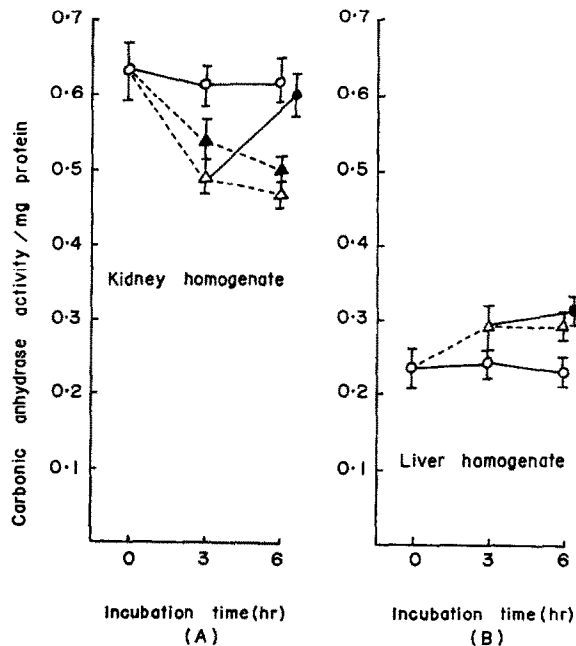 Carbonic anhydrase activity/mg protein
0·7
0·6
0·5
0·4
0·3
0·2
0·1
Kidney homogenate
0 3 6
Incubation time(hr)
(A)
0·7
0·6
0·5
0·4
0·3
0·2
0·1
Liver homogenate
0 3 6
Incubation time(hr)
(B)